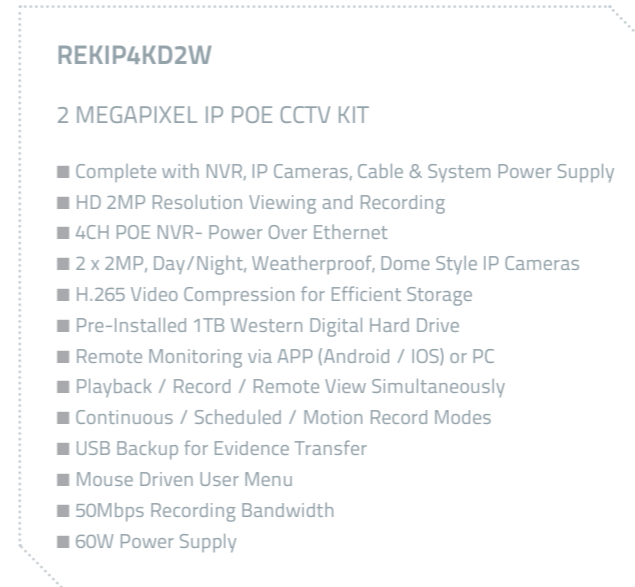 REKIP4KD2W
2 MEGAPIXEL IP POE CCTV KIT
■ Complete with NVR, IP Cameras, Cable & System Power Supply
■ HD 2MP Resolution Viewing and Recording
■ 4CH POE NVR- Power Over Ethernet
■ 2 x 2MP, Day/Night, Weatherproof, Dome Style IP Cameras
■ H.265 Video Compression for Efficient Storage
■ Pre-Installed 1TB Western Digital Hard Drive
■ Remote Monitoring via APP (Android / IOS) or PC
■ Playback / Record / Remote View Simultaneously
■ Continuous / Scheduled / Motion Record Modes
■ USB Backup for Evidence Transfer
■ Mouse Driven User Menu
■ 50Mbps Recording Bandwidth
■ 60W Power Supply